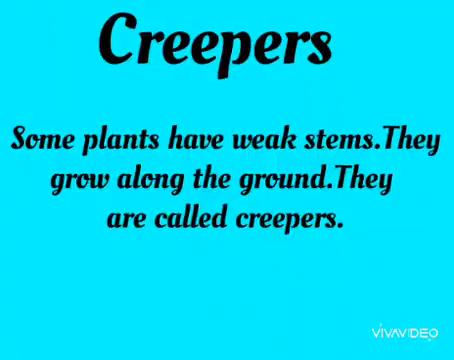 Creepers
Some plants have weak stems.They
grow along the ground.They
are called creepers.
VIVAVIDEO